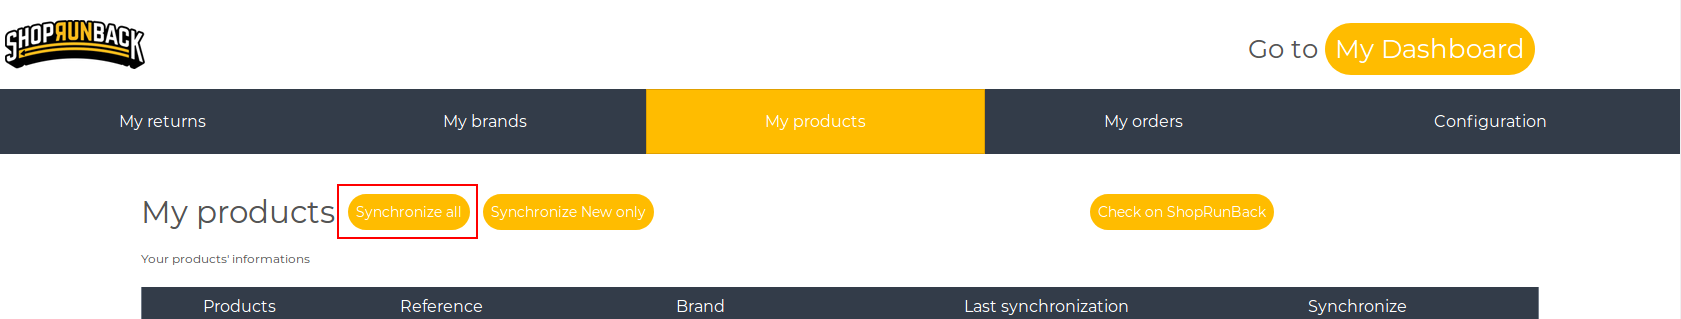 SHOPRUNBACK
Go to My Dashboard
My returns My brands My products My orders Configuration
My products Synchronize all Synchronize New only Check on ShopRunBack
Your products' informations
Products Reference Brand Last synchronization Synchronize